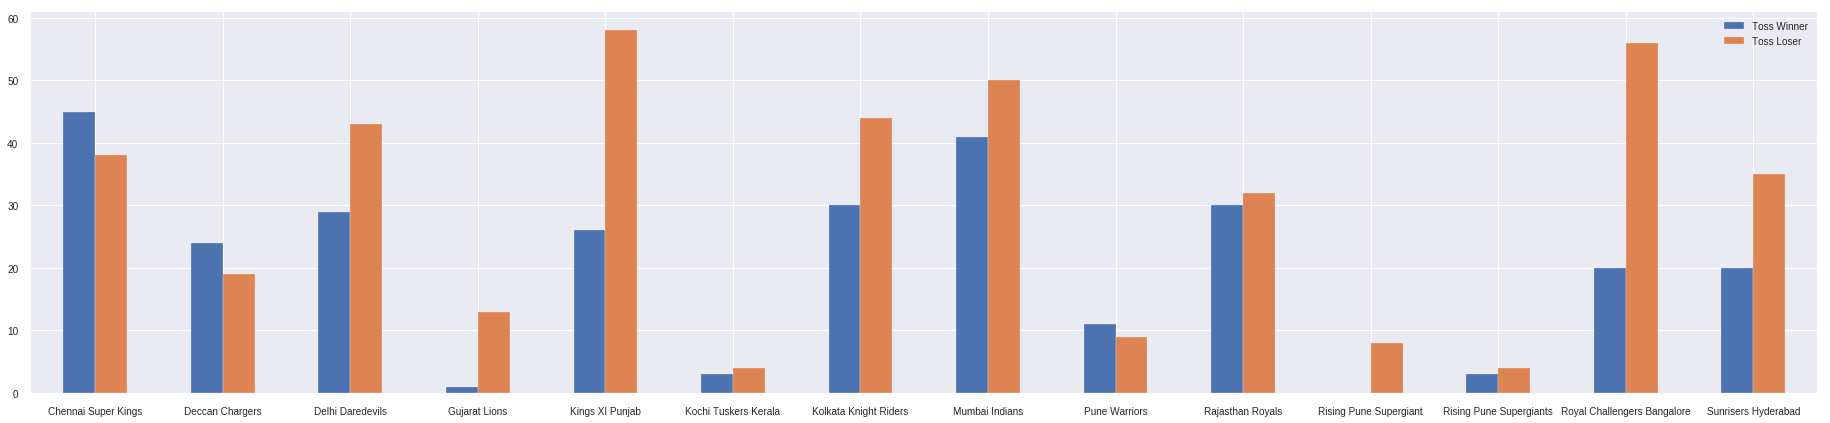 60
Toss Winner
Toss Loser
50
40
30
20
10
0
Chennai Super Kings Deccan Chargers Delhi Daredevils Gujarat Lions Kings XI Punjab Kochi Tuskers Kerala Kolkata Knight Riders Mumbai Indians Pune Warriors Rajasthan Royals Rising Pune Supergiant Rising Pune Supergiants Royal Challengers Bangalore Sunrisers Hyderabad